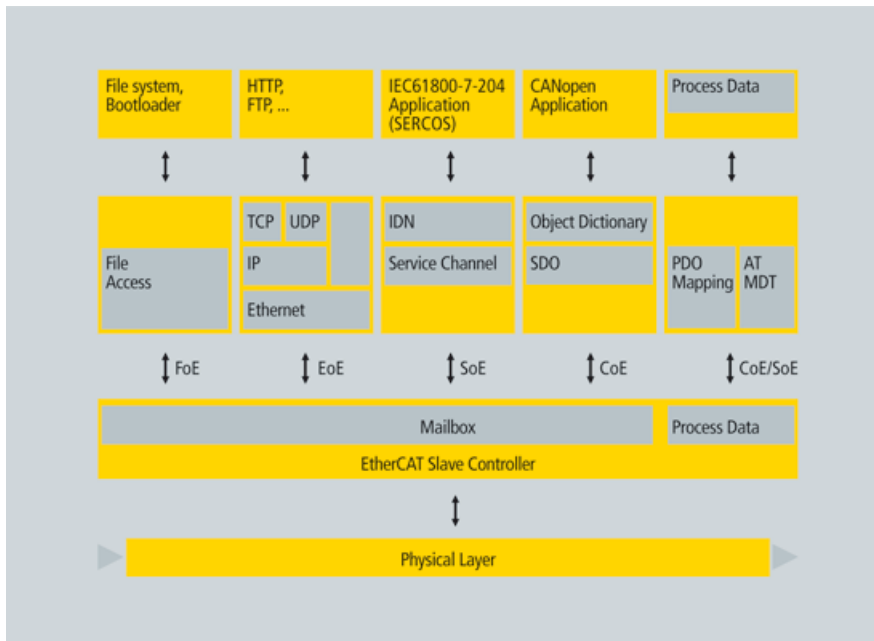 File system,
Bootloader
HTTP,
FTP, ...
IEC61800-7-204
Application
(SERCOS)
CANopen
Application
Process Data
File
Access
TCP
UDP
IP
Ethernet
IDN
Service Channel
Object Dictionary
SDO
PDO
Mapping
AT
MDT
FoE
EoE
SoE
CoE
CoE/SoE
Mailbox
Process Data
EtherCAT Slave Controller
Physical Layer